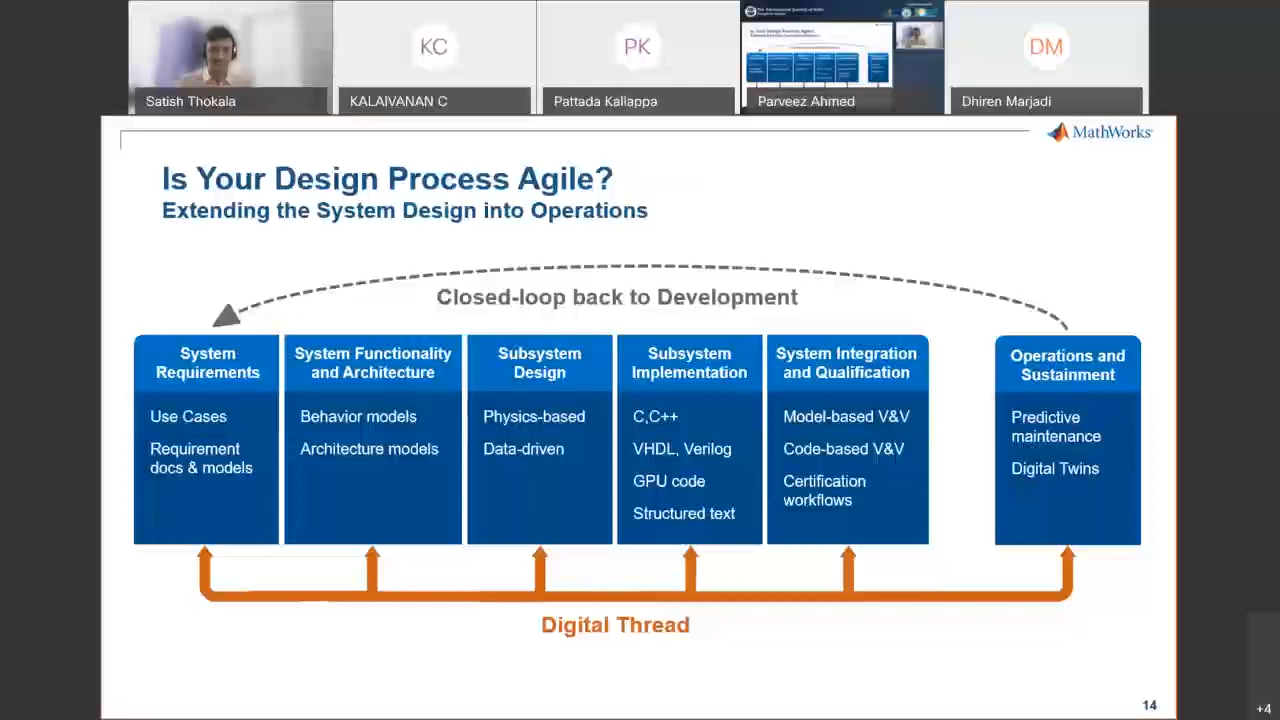 KC
PK
DM
Satish Thokala
KALAIVANAN C
Pattada Kallappa
Parveez Ahmed
Dhiren Marjadi
MathWorks
Is Your Design Process Agile?
Extending the System Design into Operations
Closed-loop back to Development
System
Requirements
Use Cases
Requirement
docs & models
System Functionality
and Architecture
Behavior models
Architecture models
Subsystem
Design
Physics-based
Data-driven
Subsystem
Implementation
C,C++
VHDL, Verilog
GPU code
Structured text
System Integration
and Qualification
Model-based V&V
Code-based V&V
Certification
workflows
Operations and
Sustainment
Predictive
maintenance
Digital Twins
Digital Thread
14
+4